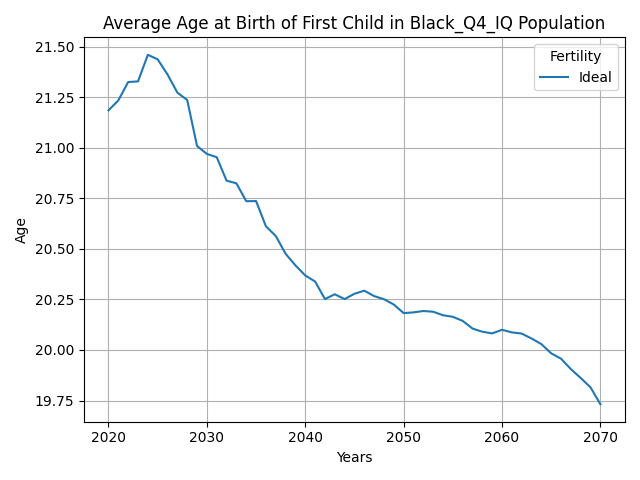 Average Age at Birth of First Child in Black_Q4_IQ Population
21.50
21.25
21.00
20.75
20.50
20.25
20.00
19.75
Age
Fertility
Ideal
2020 2030 2040 2050 2060 2070
Years